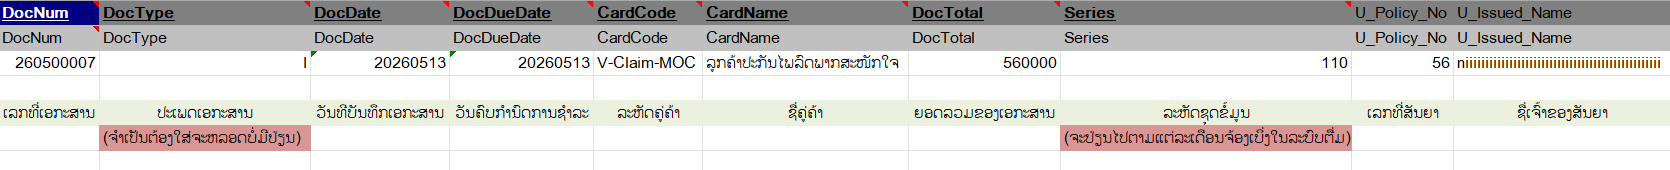 DocNum DocType DocDate DocDueDate CardCode CardName DocTotal Series U_Policy_No U_Issued_Name
DocNum DocType DocDate DocDueDate CardCode CardName DocTotal Series U_Policy_No U_Issued_Name
260500007 I 20260513 20260513 V-Claim-MOC ລູກຄ້າປະກັນໄພລົດພາກສະໝັກໃຈ 560000 110 56
ເລກທີ່ເອກະສານ ປະເພດເອກະສານ ວັນທີບັນທຶກເອກະສານ ວັນຄົບກຳນົດການຊຳລະ ລະຫັດຄູ່ຄ້າ ຊື່ຄູ່ຄ້າ ຍອດລວມຂອງເອກະສານ ລະຫັດຊຸດຂໍ້ມູນ ເລກທີ່ສັນຍາ ຊື່ເຈົ້າຂອງສັນຍາ
(ຈຳເປັນຕ້ອງໃສ່ຈະຫລອດບໍ່ມີປ່ຽນ) (ຈະປ່ຽນໄປຕາມແຕ່ລະເດືອນຈ້ອງເບິ່ງໃນລະບົບຕື່ມ)